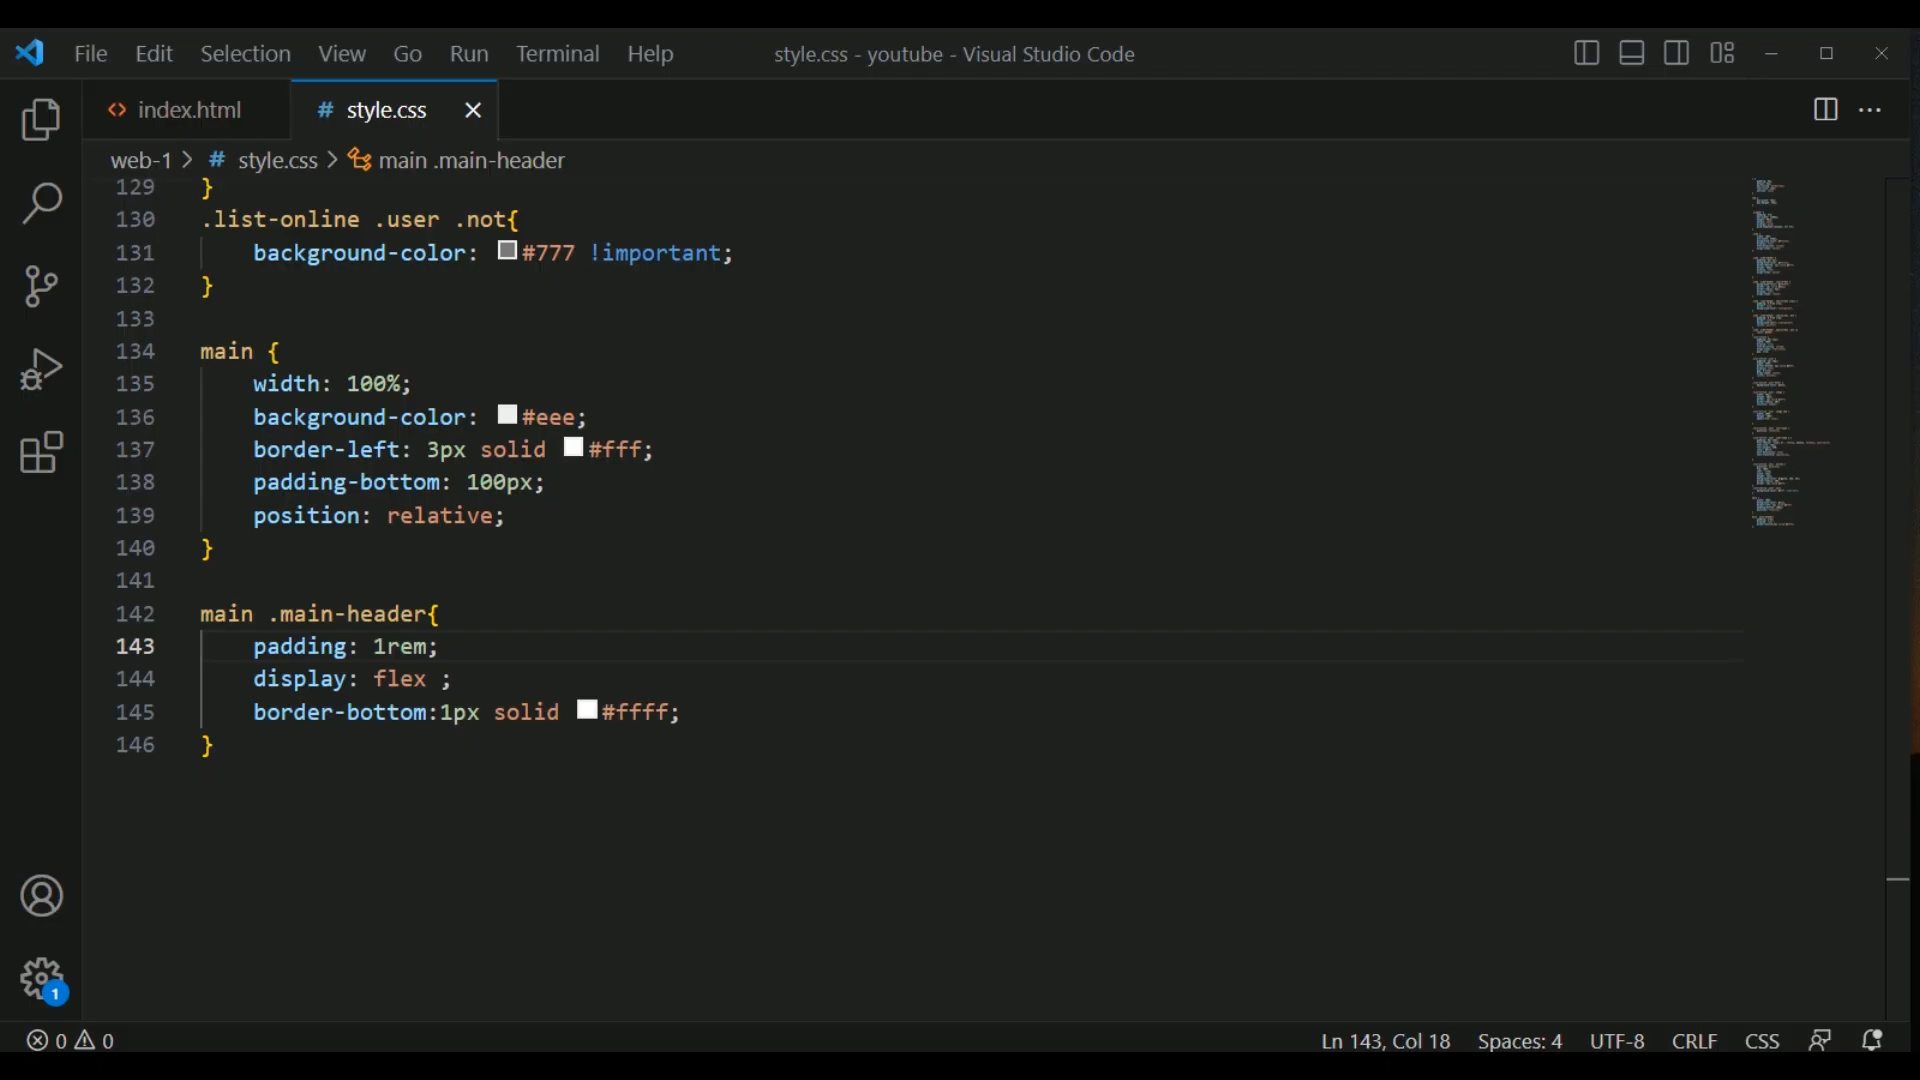 File Edit Selection View Go Run Terminal Help style.css - youtube - Visual Studio Code
index.html # style.css
web-1 > # style.css > main .main-header
129 }
130 .list-online .user .not{
131 background-color: #777 !important;
132 }
133
134 main {
135 width: 100%;
136 background-color: #eee;
137 border-left: 3px solid #fff;
138 padding-bottom: 100px;
139 position: relative;
140 }
141
142 main .main-header{
143 padding: 1rem;
144 display: flex ;
145 border-bottom:1px solid #ffff;
146 }
1
0 0 Ln 143, Col 18 Spaces: 4 UTF-8 CRLF CSS